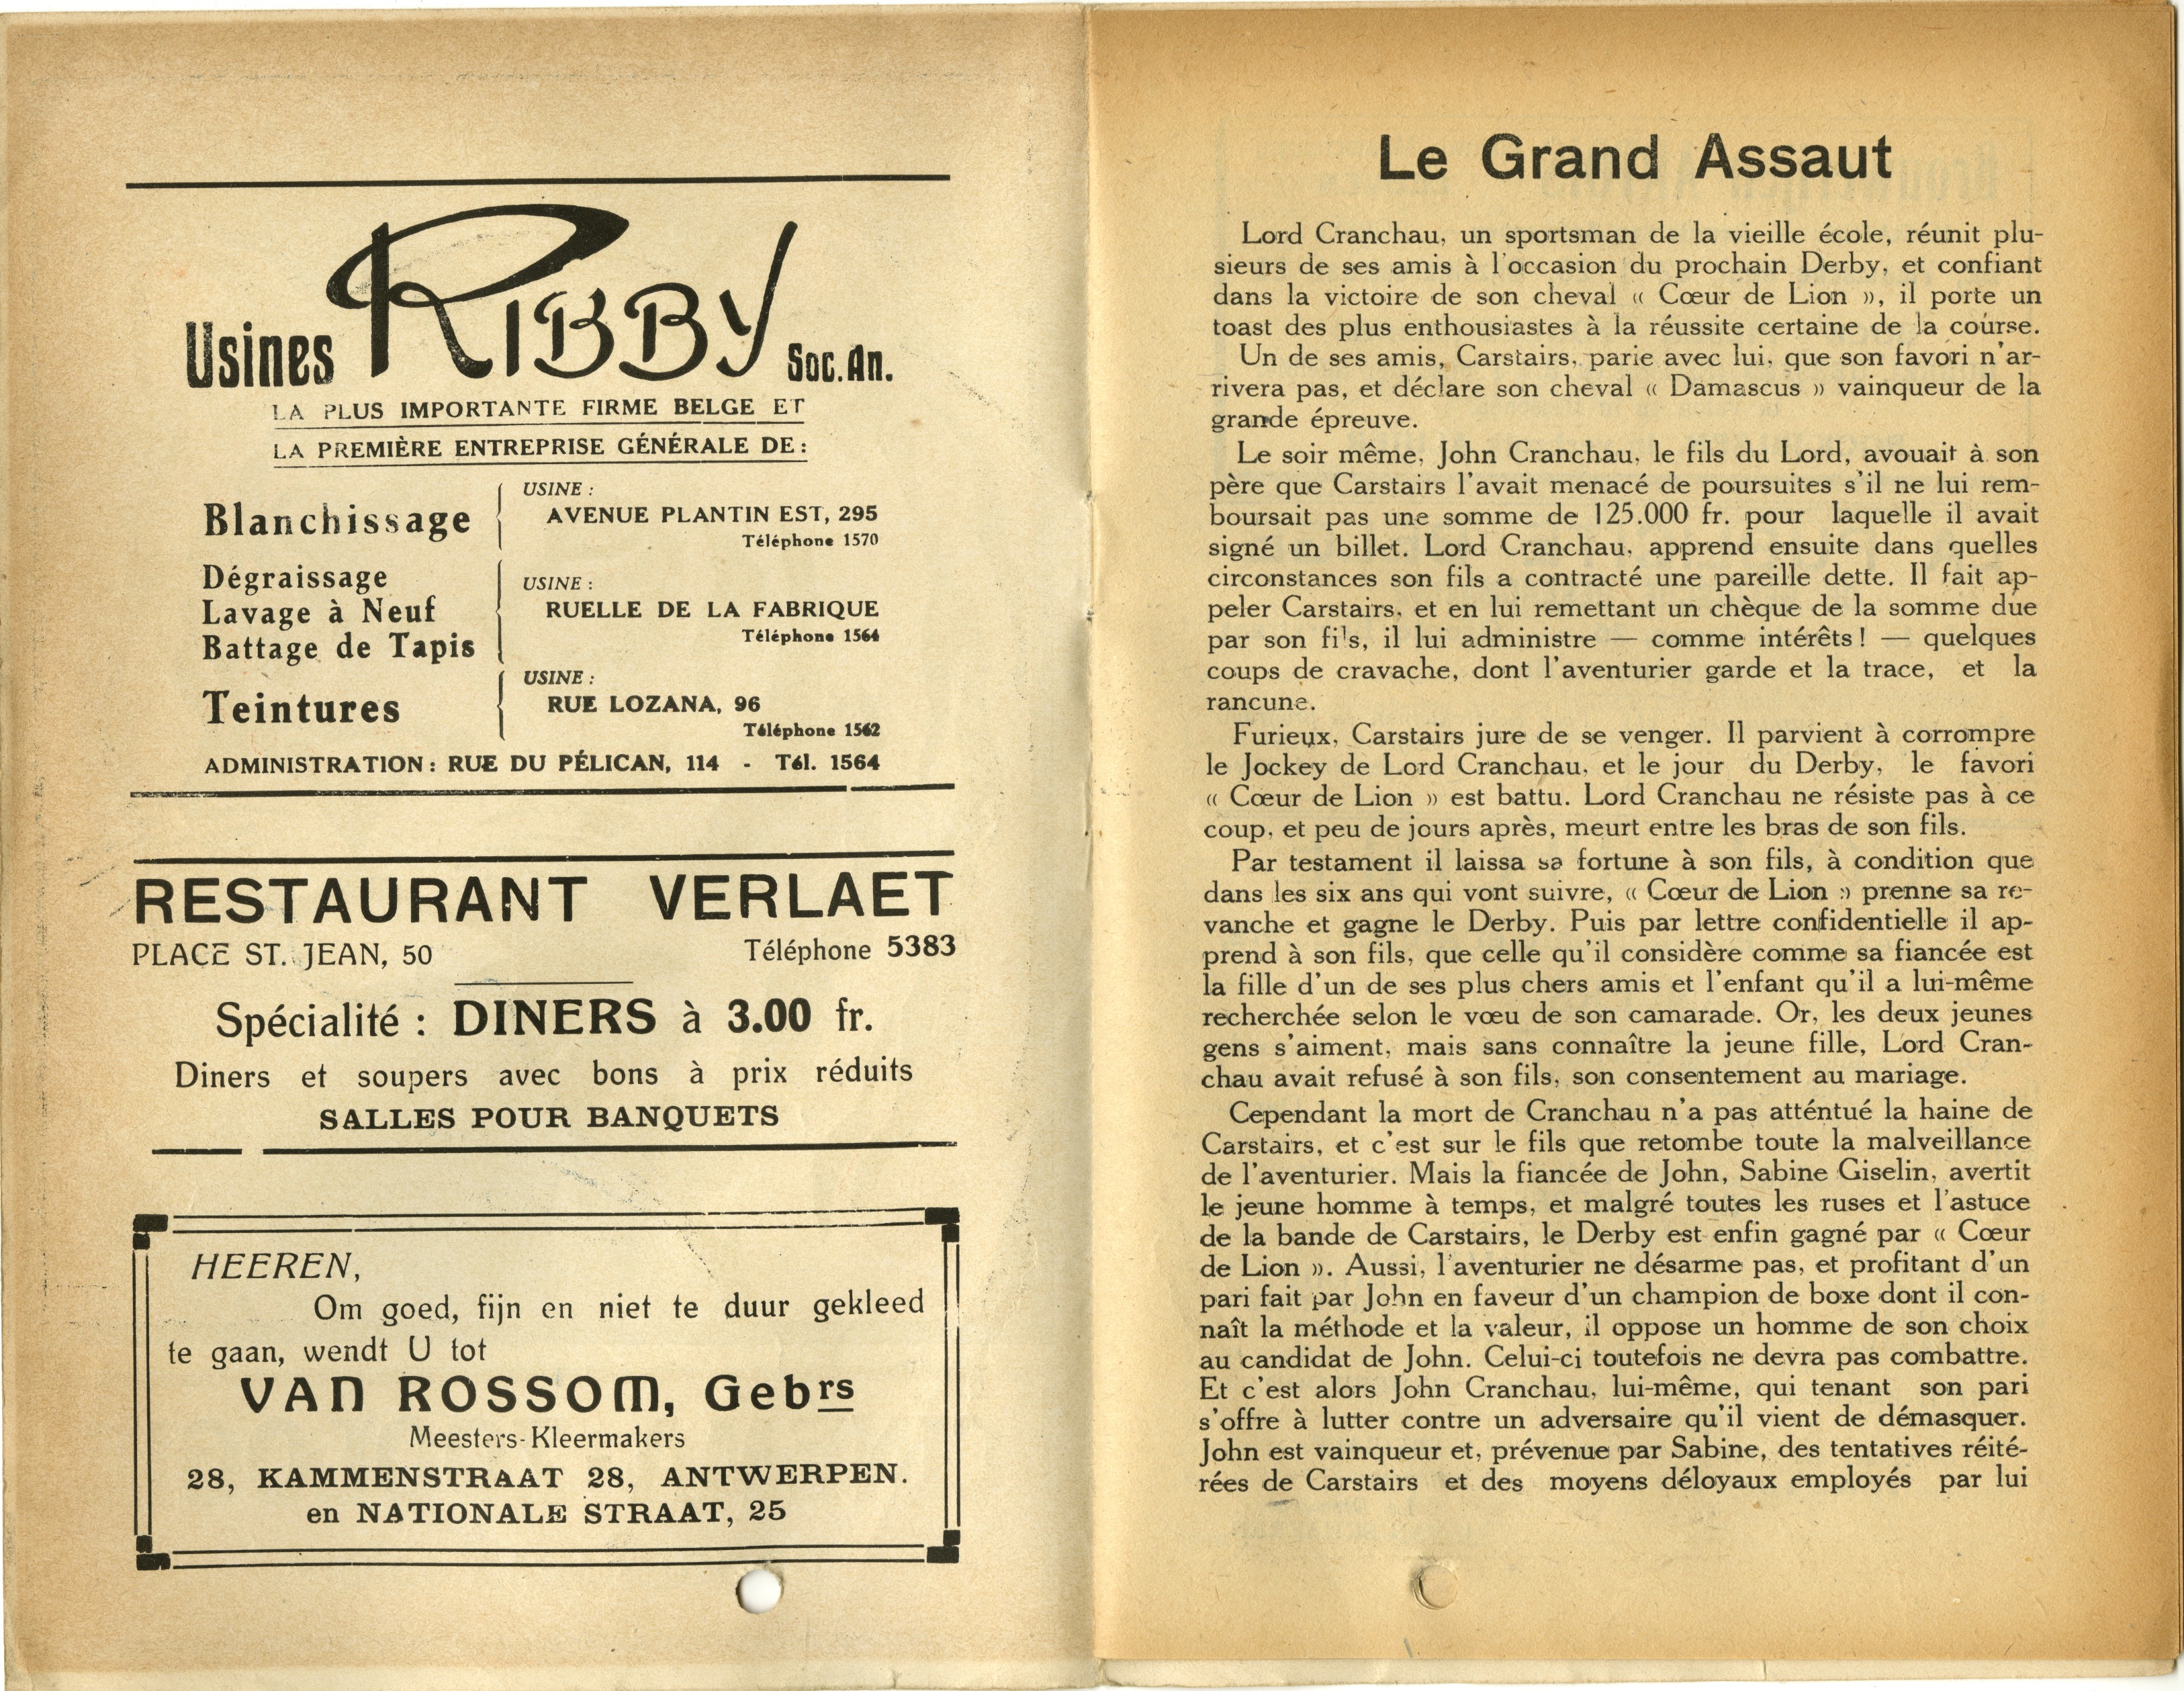 Usines RIBBY Soc. An.
LA PLUS IMPORTANTE FIRME BELGE ET
LA PREMIÈRE ENTREPRISE GÉNÉRALE DE:
Blanchissage
USINE :
AVENUE PLANTIN EST, 295
Téléphone 1570
Dégraissage
Lavage à Neuf
Battage de Tapis
USINE :
RUELLE DE LA FABRIQUE
Téléphone 1564
Teintures
USINE :
RUE LOZANA, 96
Téléphone 1562
ADMINISTRATION: RUE DU PÉLICAN, 114 - Tél. 1564
RESTAURANT VERLAET
PLACE ST. JEAN, 50 Téléphone 5383
Spécialité : DINERS à 3.00 fr.
Diners et soupers avec bons à prix réduits
SALLES POUR BANQUETS
HEEREN,
Om goed, fijn en niet te duur gekleed
te gaan, wendt U tot
VAN ROSSOM, Gebrs
Meesters-Kleermakers
28, KAMMENSTRAAT 28, ANTWERPEN.
en NATIONALE STRAAT, 25
Le Grand Assaut
Lord Cranchau, un sportsman de la vieille école, réunit plu-
sieurs de ses amis à l'occasion du prochain Derby, et confiant
dans la victoire de son cheval « Cœur de Lion », il porte un
toast des plus enthousiastes à la réussite certaine de la course.
Un de ses amis, Carstairs, parie avec lui, que son favori n'ar-
rivera pas, et déclare son cheval « Damascus » vainqueur de la
grande épreuve.
Le soir même, John Cranchau, le fils du Lord, avouait à son
père que Carstairs l'avait menacé de poursuites s'il ne lui rem-
boursait pas une somme de 125.000 fr. pour laquelle il avait
signé un billet. Lord Cranchau, apprend ensuite dans quelles
circonstances son fils a contracté une pareille dette. Il fait ap-
peler Carstairs, et en lui remettant un chèque de la somme due
par son fils, il lui administre — comme intérêts ! — quelques
coups de cravache, dont l'aventurier garde et la trace, et la
rancune.
Furieux, Carstairs jure de se venger. Il parvient à corrompre
le Jockey de Lord Cranchau, et le jour du Derby, le favori
« Cœur de Lion » est battu. Lord Cranchau ne résiste pas à ce
coup, et peu de jours après, meurt entre les bras de son fils.
Par testament il laissa sa fortune à son fils, à condition que
dans les six ans qui vont suivre, « Cœur de Lion » prenne sa re-
vanche et gagne le Derby. Puis par lettre confidentielle il ap-
prend à son fils, que celle qu'il considère comme sa fiancée est
la fille d'un de ses plus chers amis et l'enfant qu'il a lui-même
recherchée selon le vœu de son camarade. Or, les deux jeunes
gens s'aiment, mais sans connaître la jeune fille, Lord Cran-
chau avait refusé à son fils, son consentement au mariage.
Cependant la mort de Cranchau n'a pas atténtué la haine de
Carstairs, et c'est sur le fils que retombe toute la malveillance
de l'aventurier. Mais la fiancée de John, Sabine Giselin, avertit
le jeune homme à temps, et malgré toutes les ruses et l'astuce
de la bande de Carstairs, le Derby est enfin gagné par « Cœur
de Lion ». Aussi, l'aventurier ne désarme pas, et profitant d'un
pari fait par John en faveur d'un champion de boxe dont il con-
naît la méthode et la valeur, il oppose un homme de son choix
au candidat de John. Celui-ci toutefois ne devra pas combattre.
Et c'est alors John Cranchau, lui-même, qui tenant son pari
s'offre à lutter contre un adversaire qu'il vient de démasquer.
John est vainqueur et, prévenue par Sabine, des tentatives réité-
rées de Carstairs et des moyens déloyaux employés par lui